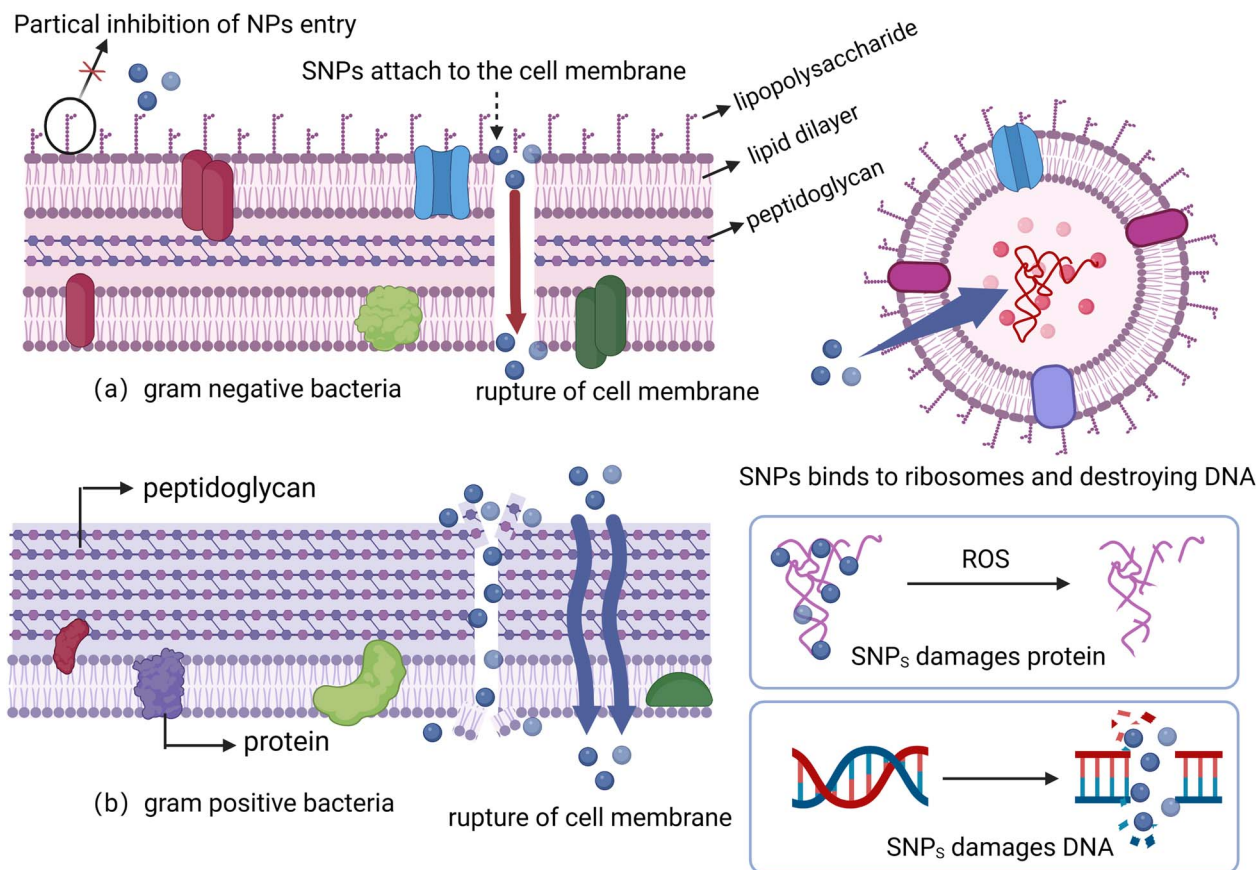 Partical inhibition of NPs entry
SNPs attach to the cell membrane
lipopolysaccharide
lipid dilayer
peptidoglycan
(a) gram negative bacteria
rupture of cell membrane
SNPs binds to ribosomes and destroying DNA
peptidoglycan
protein
(b) gram positive bacteria
rupture of cell membrane
ROS
SNPs damages protein
SNPs damages DNA